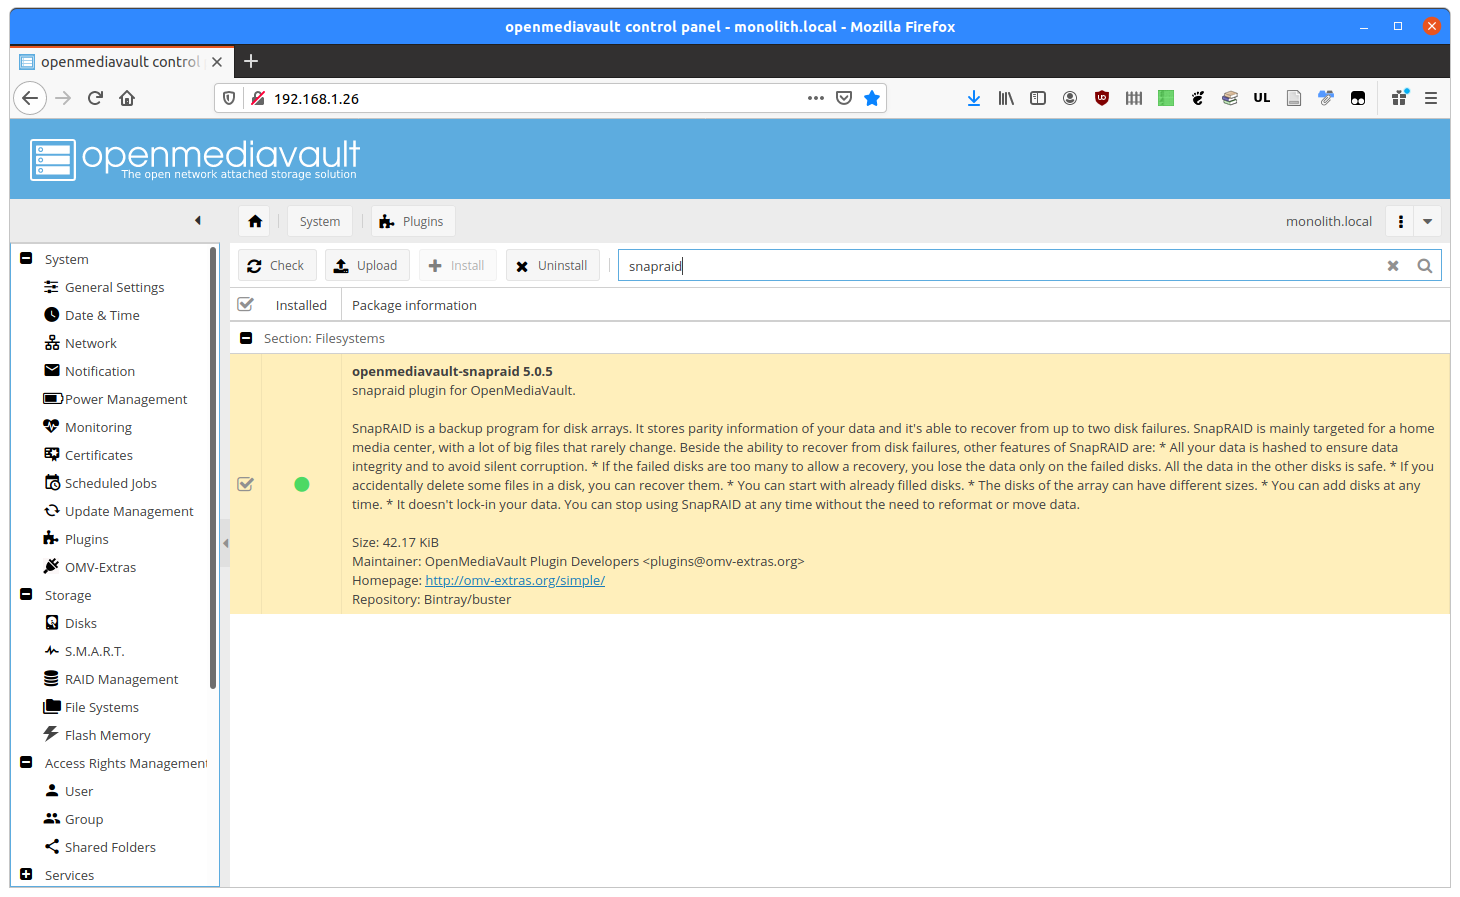 openmediavault control panel - monolith.local - Mozilla Firefox
openmediavault control
192.168.1.26
UL
openmediavault
The open network attached storage solution
System
Plugins
monolith.local
Check
Upload
Install
Uninstall
snapraid
Installed
Package information
Section: Filesystems
openmediavault-snapraid 5.0.5
snapraid plugin for OpenMediaVault.
SnapRAID is a backup program for disk arrays. It stores parity information of your data and it's able to recover from up to two disk failures. SnapRAID is mainly targeted for a home
media center, with a lot of big files that rarely change. Beside the ability to recover from disk failures, other features of SnapRAID are: * All your data is hashed to ensure data
integrity and to avoid silent corruption. * If the failed disks are too many to allow a recovery, you lose the data only on the failed disks. All the data in the other disks is safe. * If you
accidentally delete some files in a disk, you can recover them. * You can start with already filled disks. * The disks of the array can have different sizes. * You can add disks at any
time. * It doesn't lock-in your data. You can stop using SnapRAID at any time without the need to reformat or move data.
Size: 42.17 KiB
Maintainer: OpenMediaVault Plugin Developers <plugins@omv-extras.org>
Homepage: http://omv-extras.org/simple/
Repository: Bintray/buster
System
General Settings
Date & Time
Network
Notification
Power Management
Monitoring
Certificates
Scheduled Jobs
Update Management
Plugins
OMV-Extras
Storage
Disks
S.M.A.R.T.
RAID Management
File Systems
Flash Memory
Access Rights Management
User
Group
Shared Folders
Services